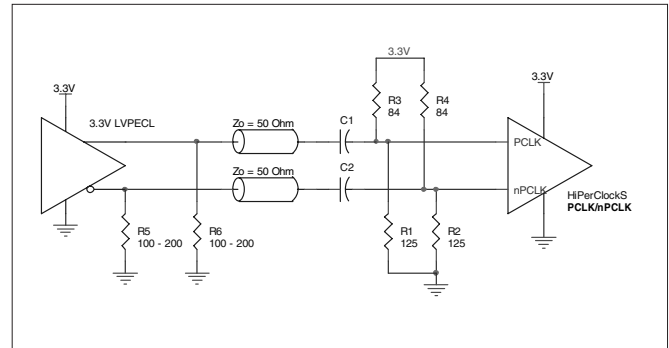 3.3V
3.3V
3.3V
R3
84
R4
84
3.3V LVPECL
Zo = 50 Ohm
C1
PCLK
Zo = 50 Ohm
C2
nPCLK
HiPerClockS
PCLK/nPCLK
R5
100 - 200
R6
100 - 200
R1
125
R2
125